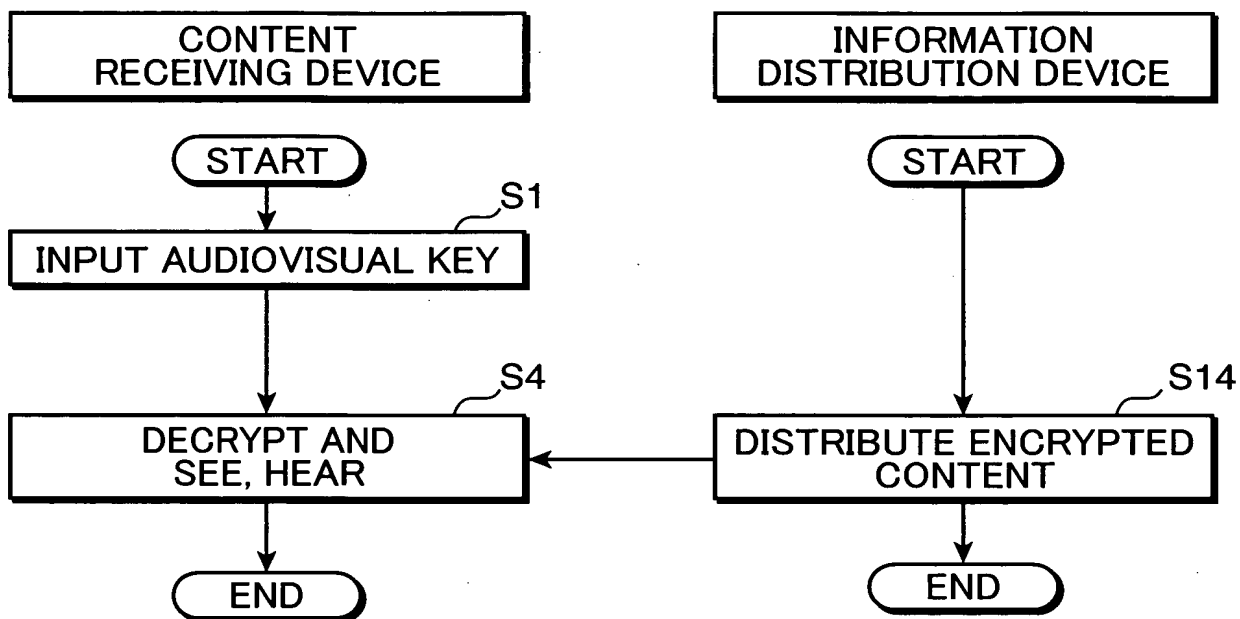 CONTENT
RECEIVING DEVICE
INFORMATION
DISTRIBUTION DEVICE
START
START
S1
INPUT AUDIOVISUAL KEY
S4
DECRYPT AND
SEE, HEAR
S14
DISTRIBUTE ENCRYPTED
CONTENT
END
END